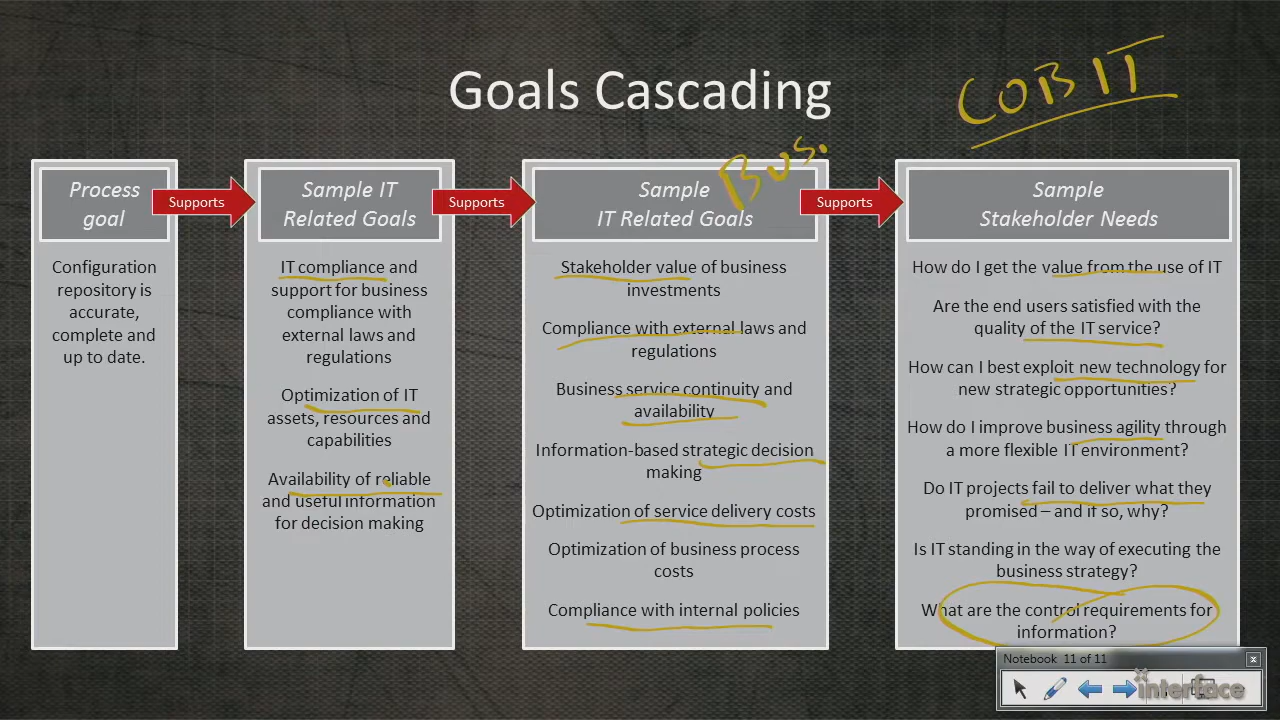 Goals Cascading
COBIT
Process
goal
Configuration
repository is
accurate,
complete and
up to date.
Supports
Sample IT
Related Goals
IT compliance and
support for business
compliance with
external laws and
regulations
Optimization of IT
assets, resources and
capabilities
Availability of reliable
and useful information
for decision making
Supports
Bus.
Sample
IT Related Goals
Stakeholder value of business
investments
Compliance with external laws and
regulations
Business service continuity and
availability
Information-based strategic decision
making
Optimization of service delivery costs
Optimization of business process
costs
Compliance with internal policies
Supports
Sample
Stakeholder Needs
How do I get the value from the use of IT
Are the end users satisfied with the
quality of the IT service?
How can I best exploit new technology for
new strategic opportunities?
How do I improve business agility through
a more flexible IT environment?
Do IT projects fail to deliver what they
promised – and if so, why?
Is IT standing in the way of executing the
business strategy?
What are the control requirements for
information?
Notebook 11 of 11
interface